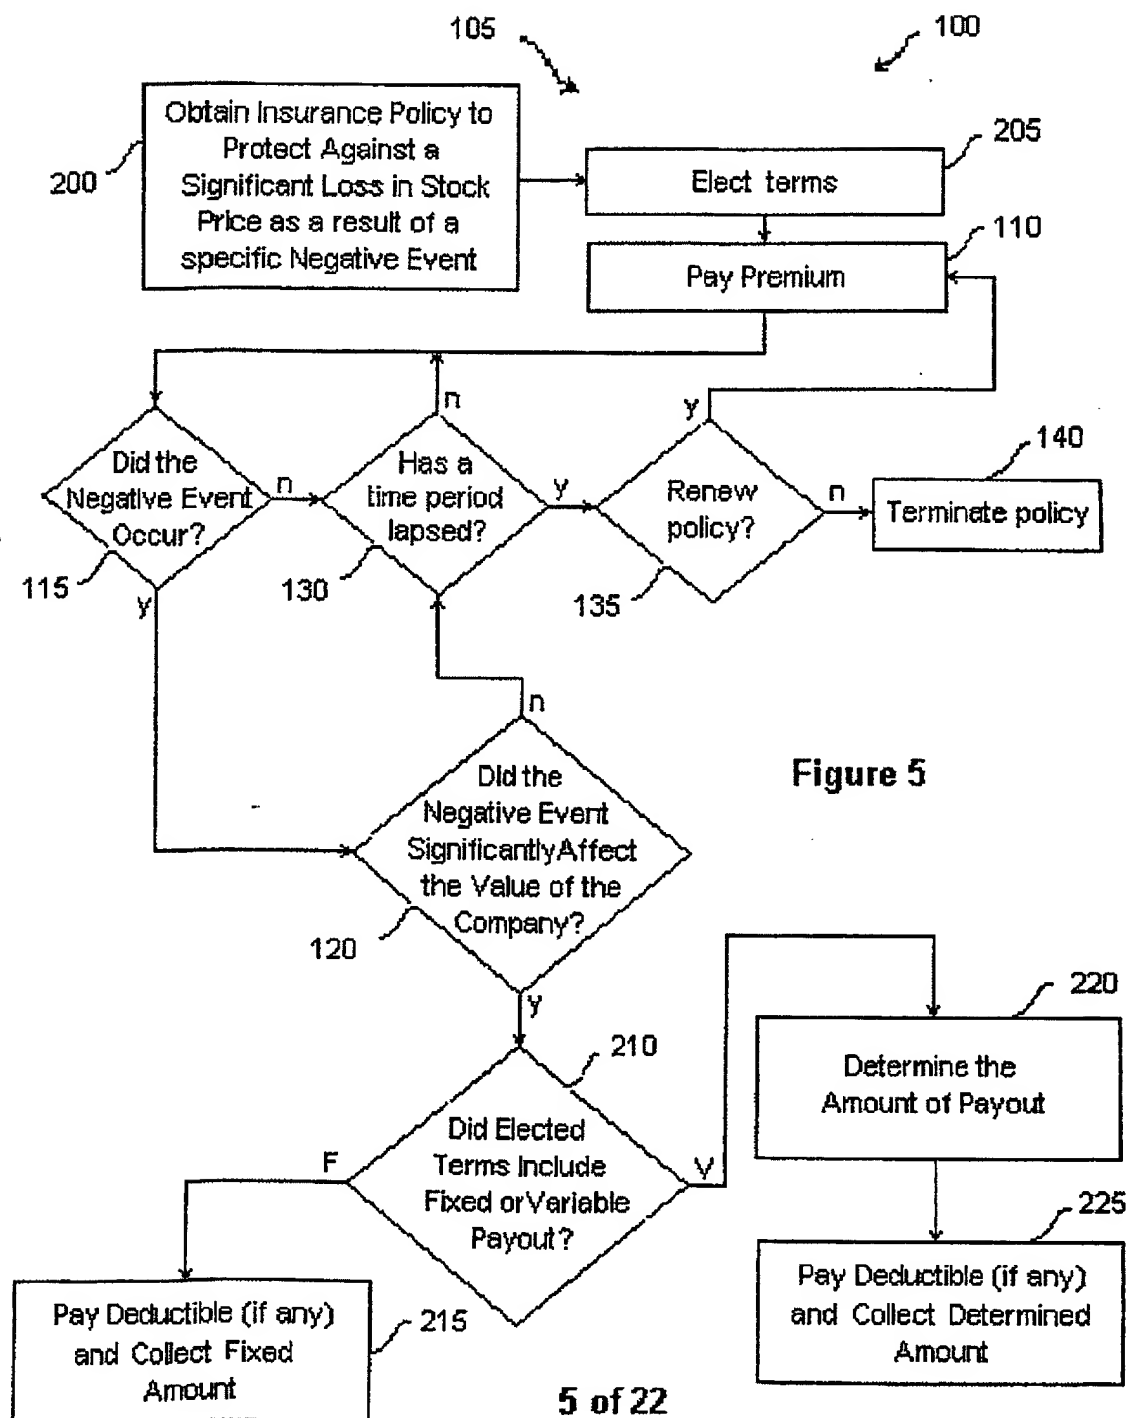 105
100
Obtain Insurance Policy to
Protect Against a
Significant Loss in Stock
Price as a result of a
specific Negative Event
200
205
Elect terms
110
Pay Premium
n
y
140
Did the
Negative Event
Occur?
n
Has a
time period
lapsed?
y
Renew
policy?
n
Terminate policy
115
130
135
y
n
Did the
Negative Event
Significantly Affect
the Value of the
Company?
Figure 5
120
y
210
220
Determine the
Amount of Payout
Did Elected
Terms Include
Fixed or Variable
Payout?
F
V
225
Pay Deductible (if any)
and Collect Determined
Amount
Pay Deductible (if any)
and Collect Fixed
Amount
215
5 of 22